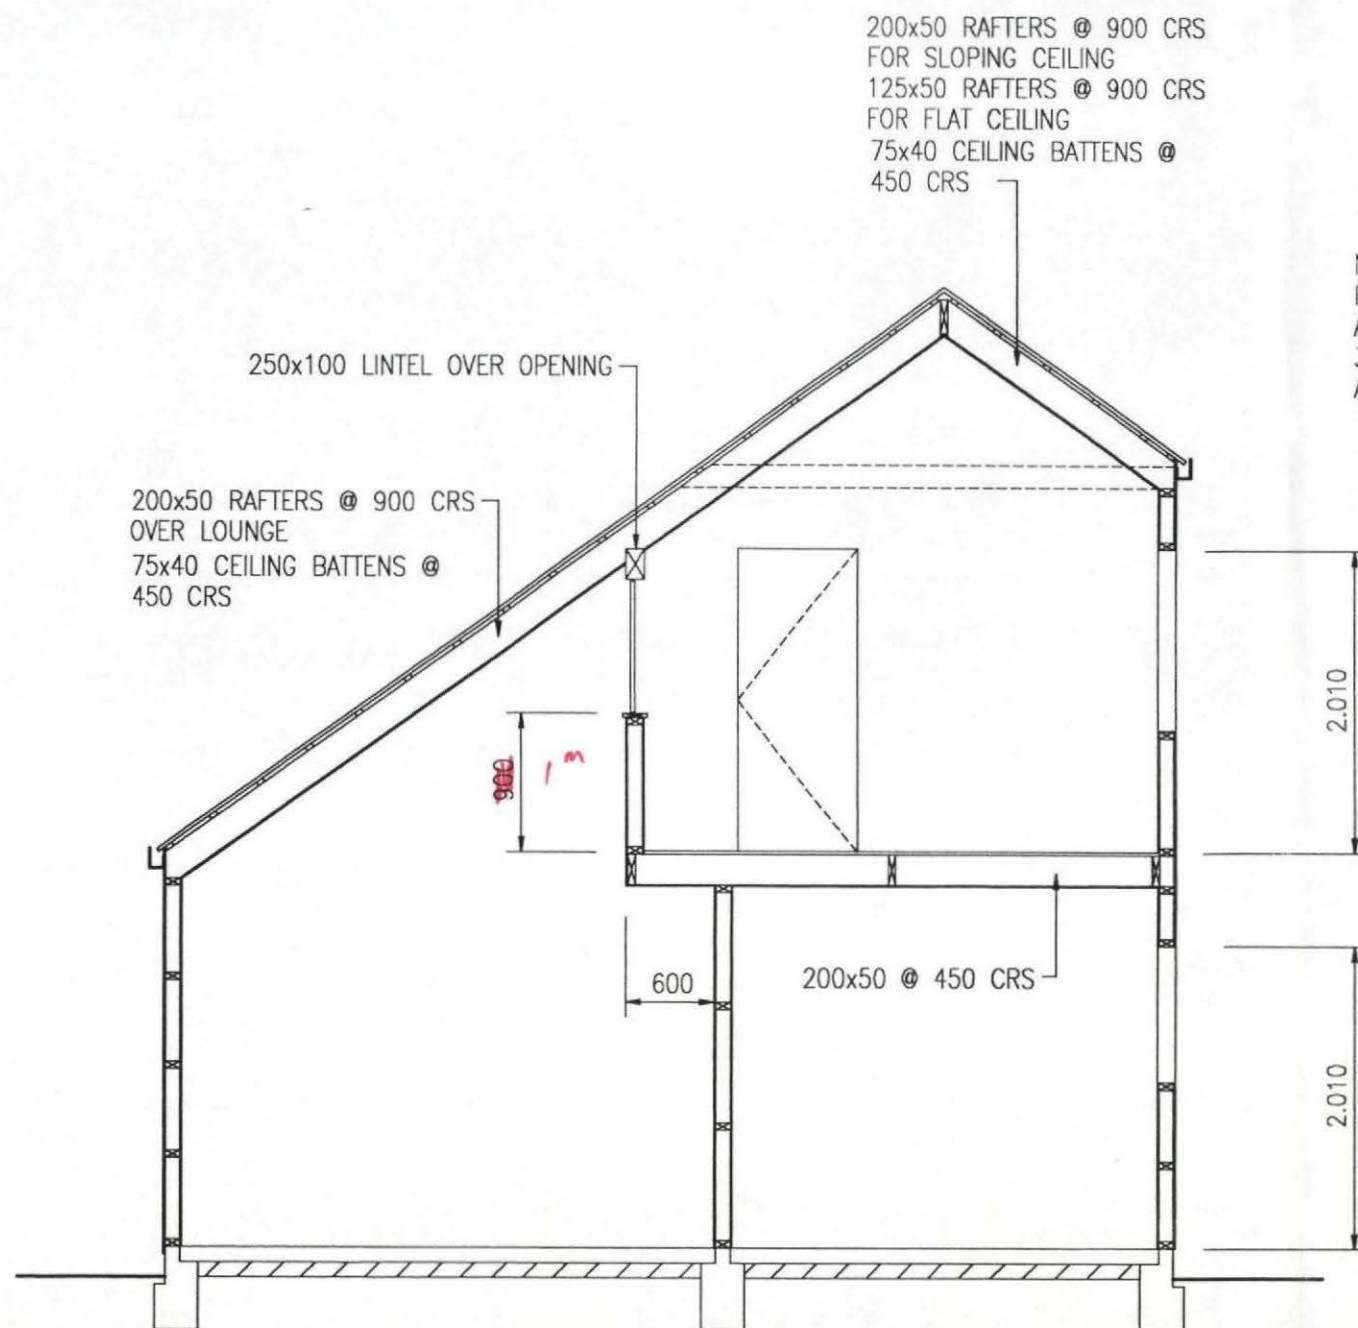 200x50 RAFTERS @ 900 CRS
FOR SLOPING CEILING
125x50 RAFTERS @ 900 CRS
FOR FLAT CEILING
75x40 CEILING BATTENS @
450 CRS
250x100 LINTEL OVER OPENING
200x50 RAFTERS @ 900 CRS
OVER LOUNGE
75x40 CEILING BATTENS @
450 CRS
2.010
900
1 m
600
200x50 @ 450 CRS
2.010